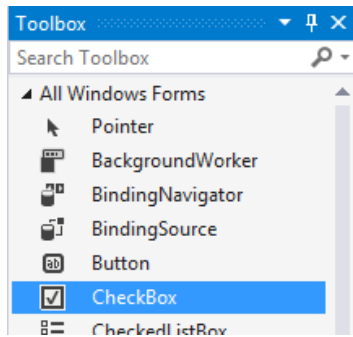 Toolbox
Search Toolbox
All Windows Forms
Pointer
BackgroundWorker
BindingNavigator
BindingSource
Button
CheckBox
CheckedListBox